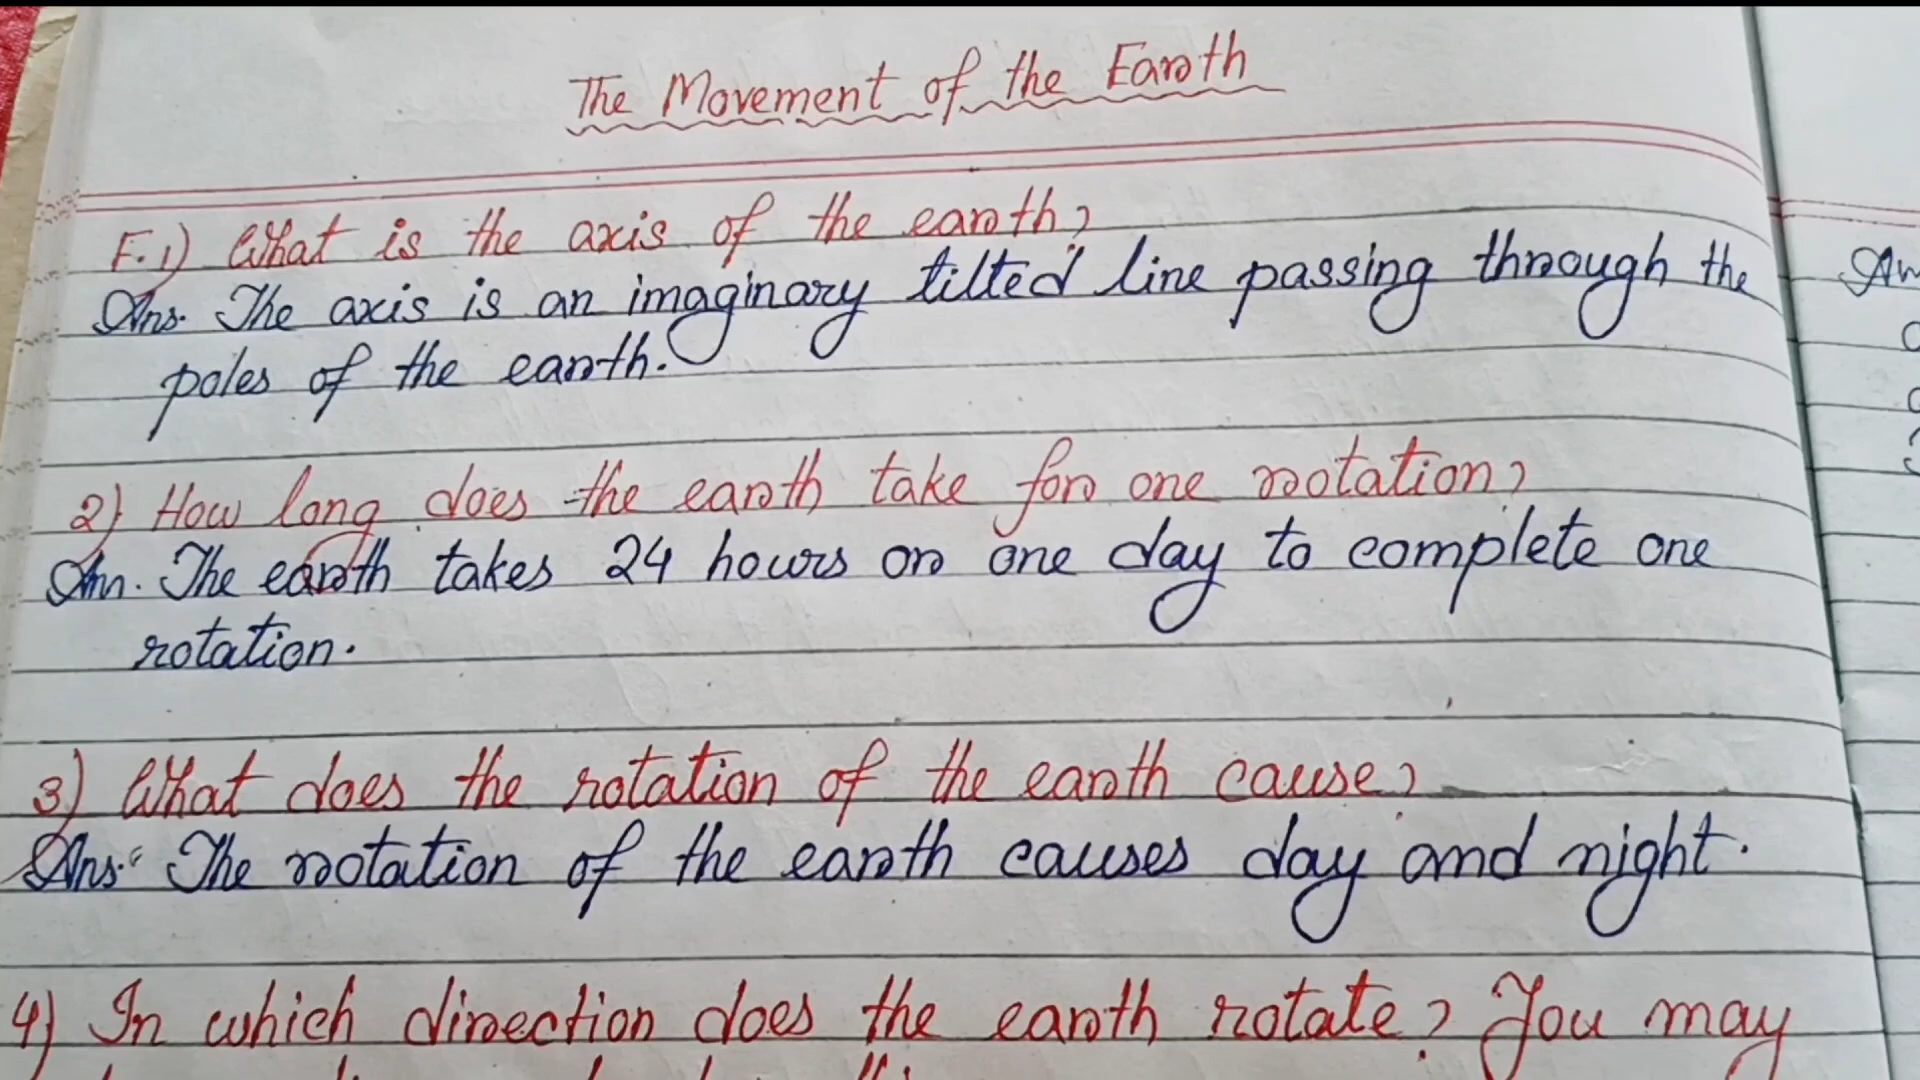 The Movement of the Earth
F.1) What is the axis of the earth?
Ans. The axis is an imaginary tilted line passing through the
poles of the earth.
2) How long does the earth take for one rotation?
An. The earth takes 24 hours or one day to complete one
rotation.
3) What does the rotation of the earth cause?
Ans. The rotation of the earth causes day and night.
4) In which direction does the earth rotate? You may